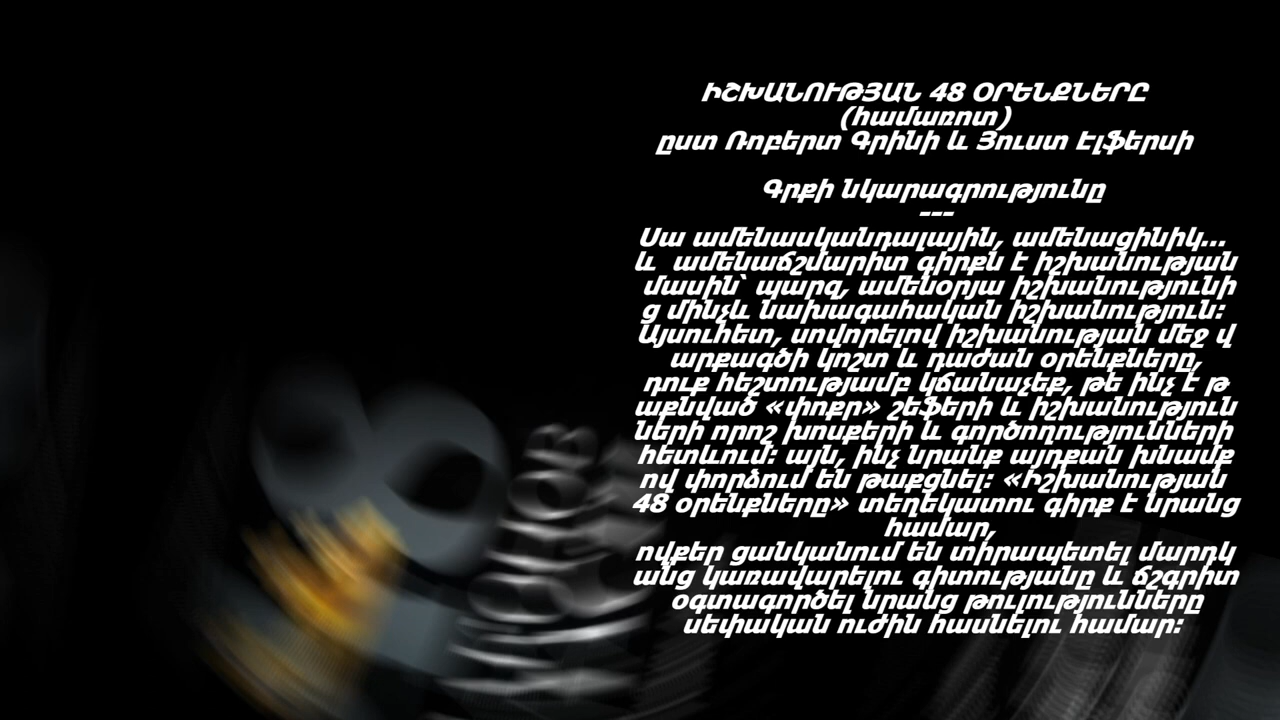 ԻՇԽԱՆՈՒԹՅԱՆ 48 ՕՐԵՆՔՆԵՐԸ
(համառոտ)
ըստ Ռոբերտ Գրինի և Յուստ Էլֆերսի
Գրքի նկարագրությունը
---
Սա ամենասկանդալային, ամենացինիկ...
և  ամենաճշմարիտ գիրքն է իշխանության
մասին՝ պարզ, ամենօրյա իշխանությունի
ց մինչև նախագահական իշխանություն:
Այսուհետ, սովորելով իշխանության մեջ վ
արքագծի կոշտ և դաժան օրենքները,
դուք հեշտությամբ կճանաչեք, թե ինչ է թ
աքնված «փոքր» շեֆերի և իշխանություն
ների որոշ խոսքերի և գործողությունների
հետևում: այն, ինչ նրանք այդքան խնամք
ով փորձում են թաքցնել: «Իշխանության
48 օրենքները» տեղեկատու գիրք է նրանց
համար,
ովքեր ցանկանում են տիրապետել մարդկ
անց կառավարելու գիտությանը և ճշգրիտ
օգտագործել նրանց թուլությունները
սեփական ուժին հասնելու համար: